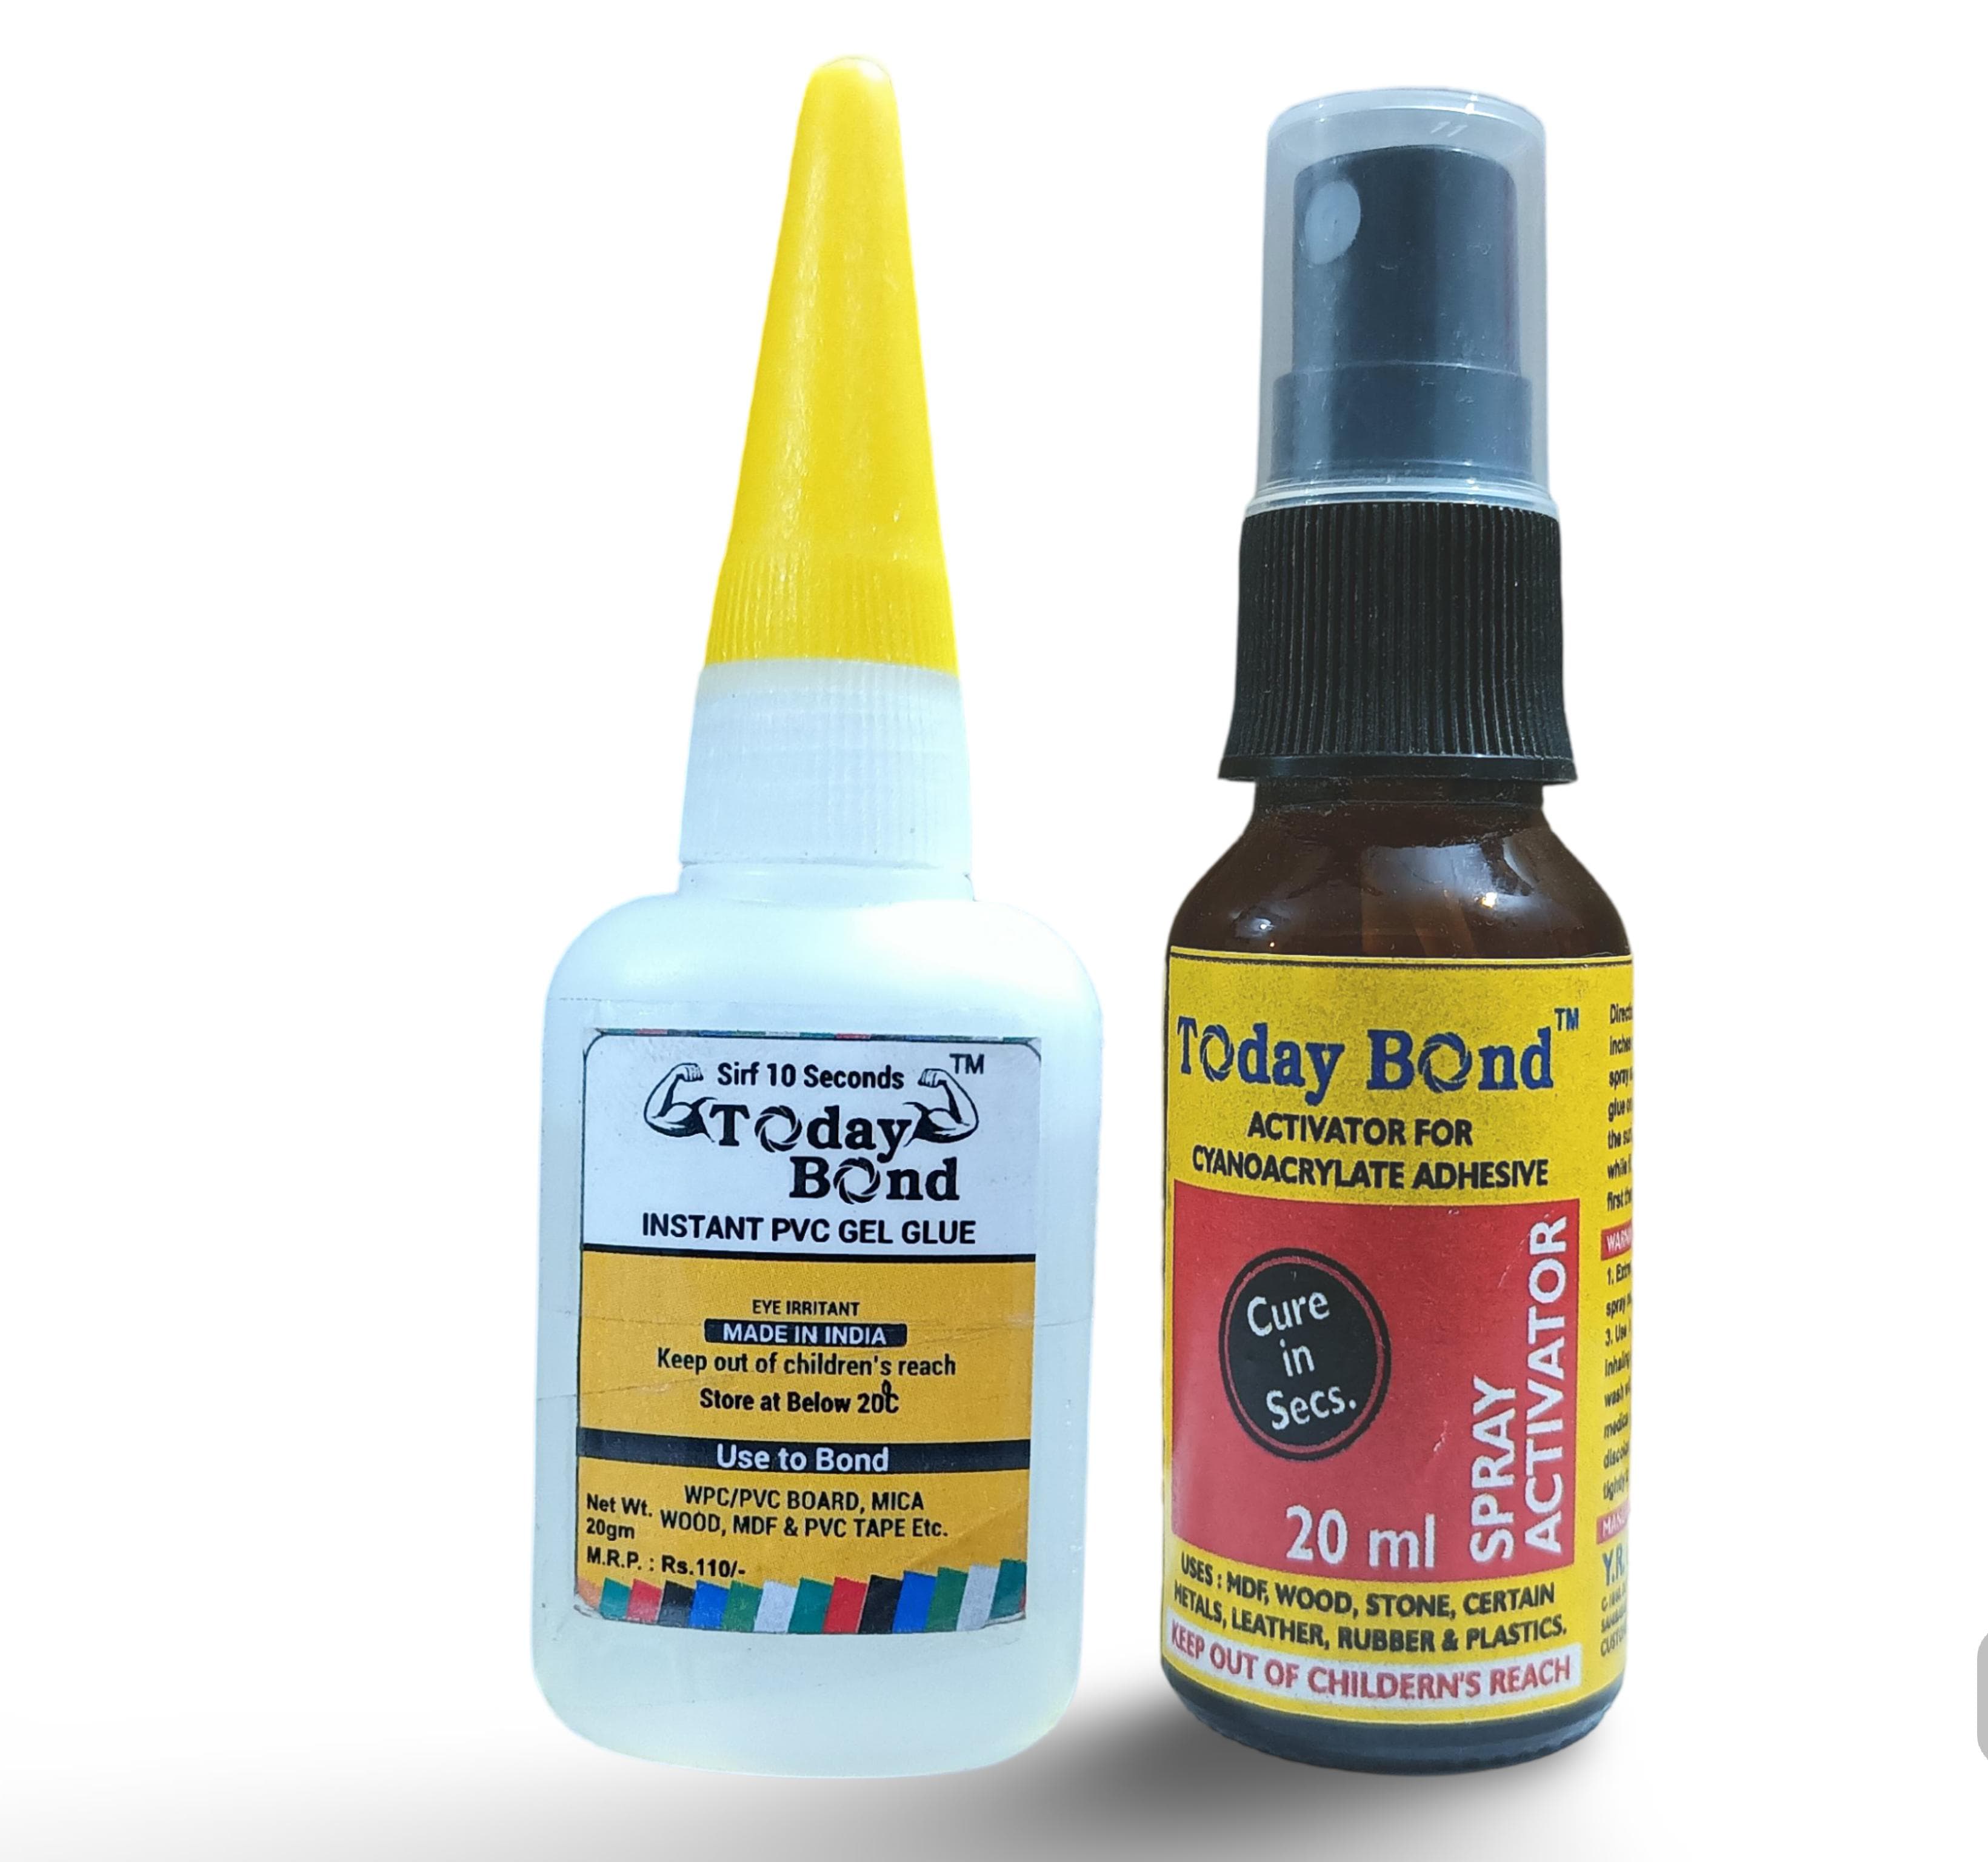 Sirf 10 Seconds TM
Today
Bond
INSTANT PVC GEL GLUE
EYE IRRITANT
MADE IN INDIA
Keep out of children's reach
Store at Below 20°C
Use to Bond
WPC/PVC BOARD, MICA
WOOD, MDF & PVC TAPE Etc.
Net Wt.
20gm
M.R.P. : Rs.110/-
Today Bond TM
ACTIVATOR FOR
CYANOACRYLATE ADHESIVE
Cure
in
Secs.
SPRAY
ACTIVATOR
20 ml
USES : MDF, WOOD, STONE, CERTAIN
METALS, LEATHER, RUBBER & PLASTICS.
KEEP OUT OF CHILDERN'S REACH